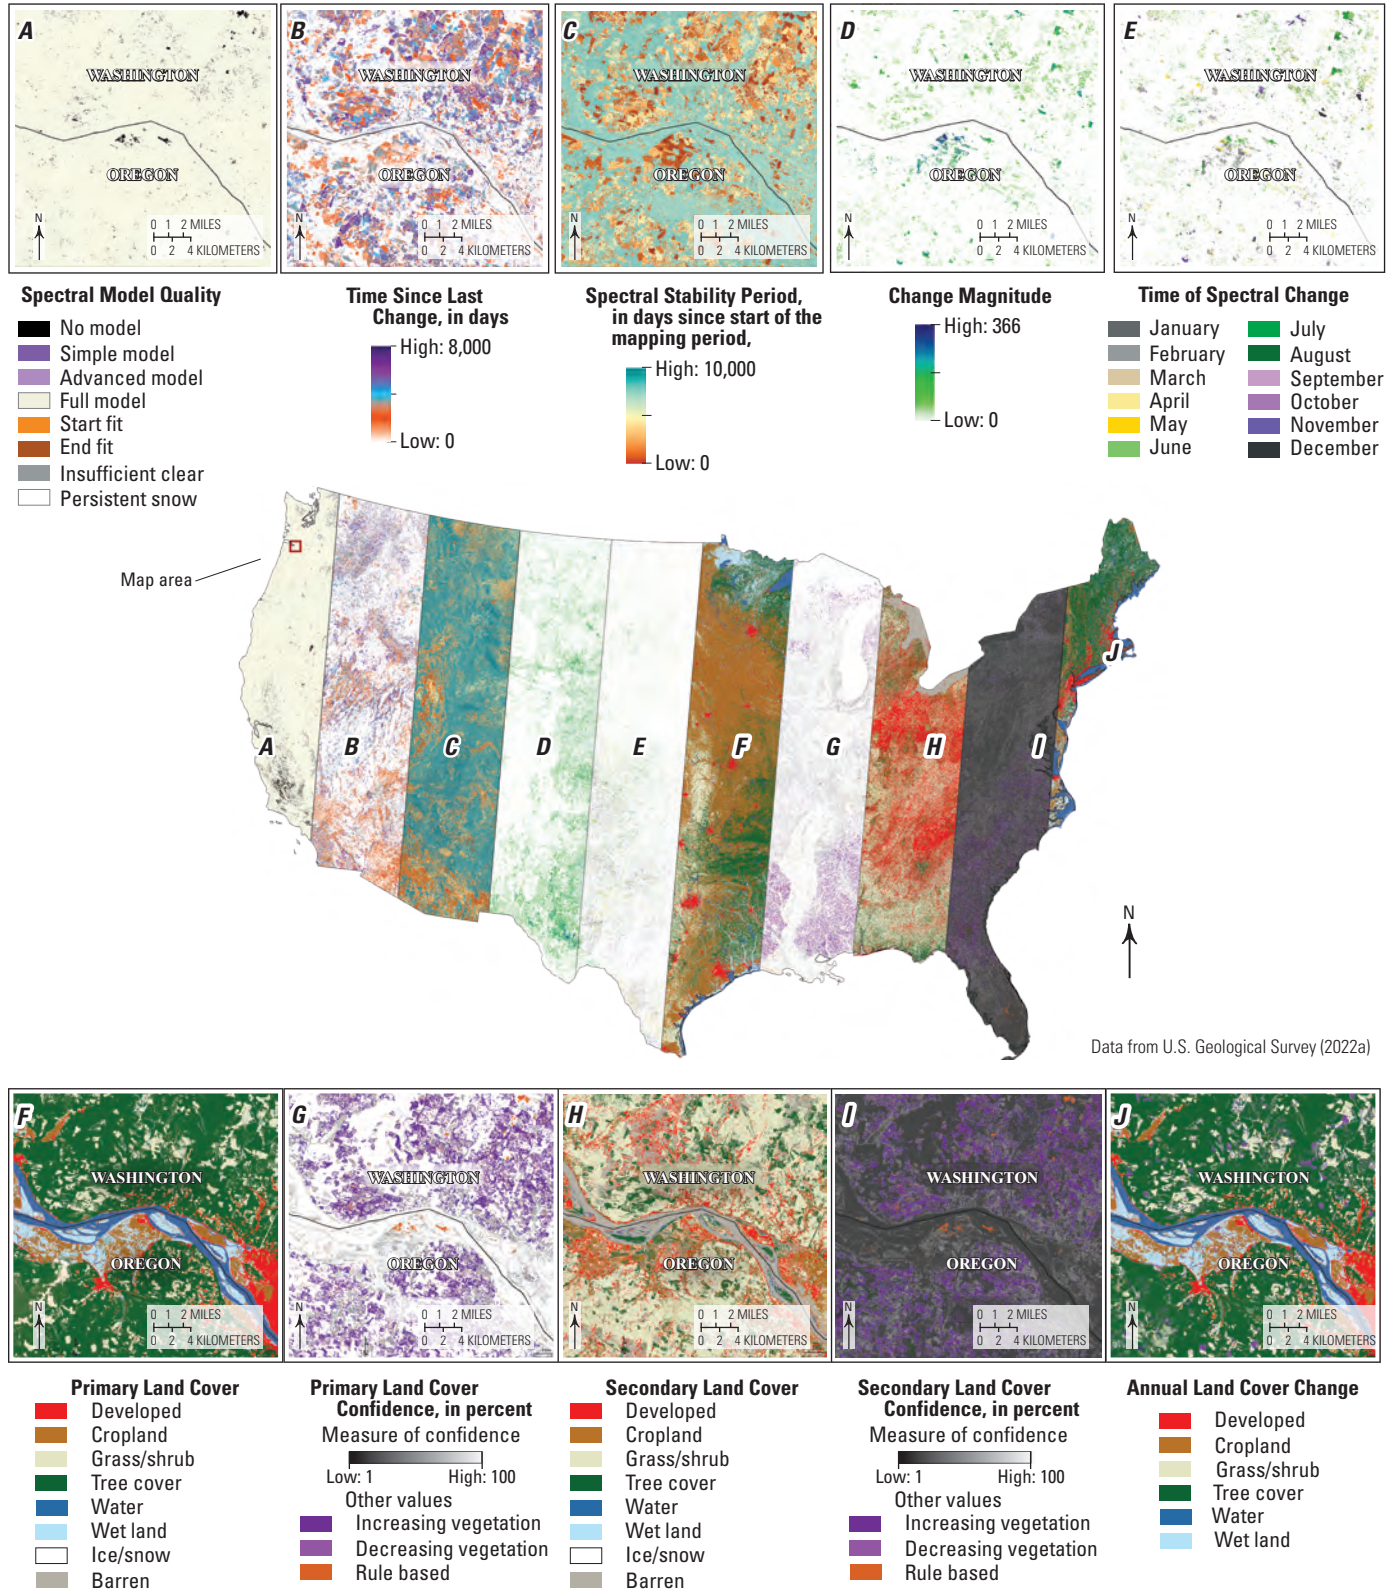 A
WASHINGTON
OREGON
N
0 1 2 MILES
0 2 4 KILOMETERS
B
WASHINGTON
OREGON
N
0 1 2 MILES
0 2 4 KILOMETERS
C
WASHINGTON
OREGON
N
0 1 2 MILES
0 2 4 KILOMETERS
D
WASHINGTON
OREGON
N
0 1 2 MILES
0 2 4 KILOMETERS
E
WASHINGTON
OREGON
N
0 1 2 MILES
0 2 4 KILOMETERS
Spectral Model Quality
No model
Simple model
Advanced model
Full model
Start fit
End fit
Insufficient clear
Persistent snow
Time Since Last
Change, in days
High: 8,000
Low: 0
Spectral Stability Period,
in days since start of the
mapping period,
High: 10,000
Low: 0
Change Magnitude
High: 366
Low: 0
Time of Spectral Change
January
February
March
April
May
June
July
August
September
October
November
December
Map area
A
B
C
D
E
F
G
H
I
J
N
Data from U.S. Geological Survey (2022a)
F
WASHINGTON
OREGON
N
0 1 2 MILES
0 2 4 KILOMETERS
G
WASHINGTON
OREGON
N
0 1 2 MILES
0 2 4 KILOMETERS
H
WASHINGTON
OREGON
N
0 1 2 MILES
0 2 4 KILOMETERS
I
WASHINGTON
OREGON
N
0 1 2 MILES
0 2 4 KILOMETERS
J
WASHINGTON
OREGON
N
0 1 2 MILES
0 2 4 KILOMETERS
Primary Land Cover
Developed
Cropland
Grass/shrub
Tree cover
Water
Wet land
Ice/snow
Barren
Primary Land Cover
Confidence, in percent
Measure of confidence
Low: 1
High: 100
Other values
Increasing vegetation
Decreasing vegetation
Rule based
Secondary Land Cover
Developed
Cropland
Grass/shrub
Tree cover
Water
Wet land
Ice/snow
Barren
Secondary Land Cover
Confidence, in percent
Measure of confidence
Low: 1
High: 100
Other values
Increasing vegetation
Decreasing vegetation
Rule based
Annual Land Cover Change
Developed
Cropland
Grass/shrub
Tree cover
Water
Wet land